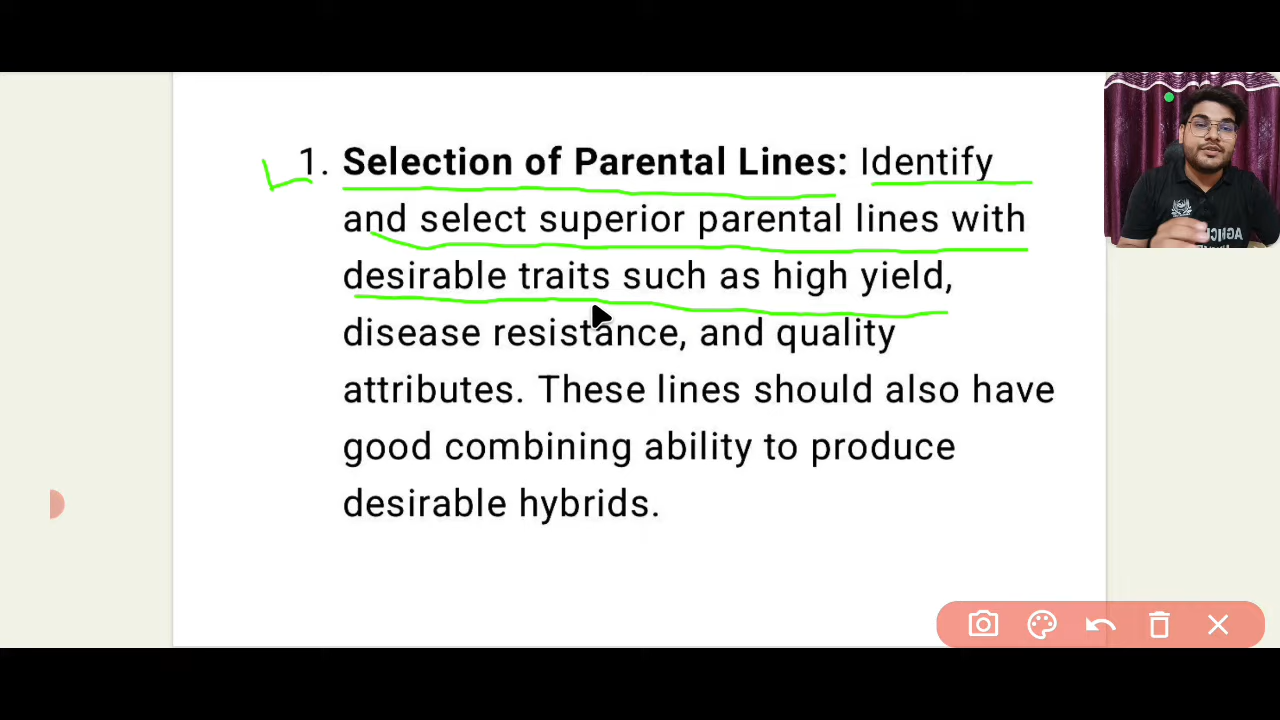 1. Selection of Parental Lines: Identify
and select superior parental lines with
desirable traits such as high yield,
disease resistance, and quality
attributes. These lines should also have
good combining ability to produce
desirable hybrids.